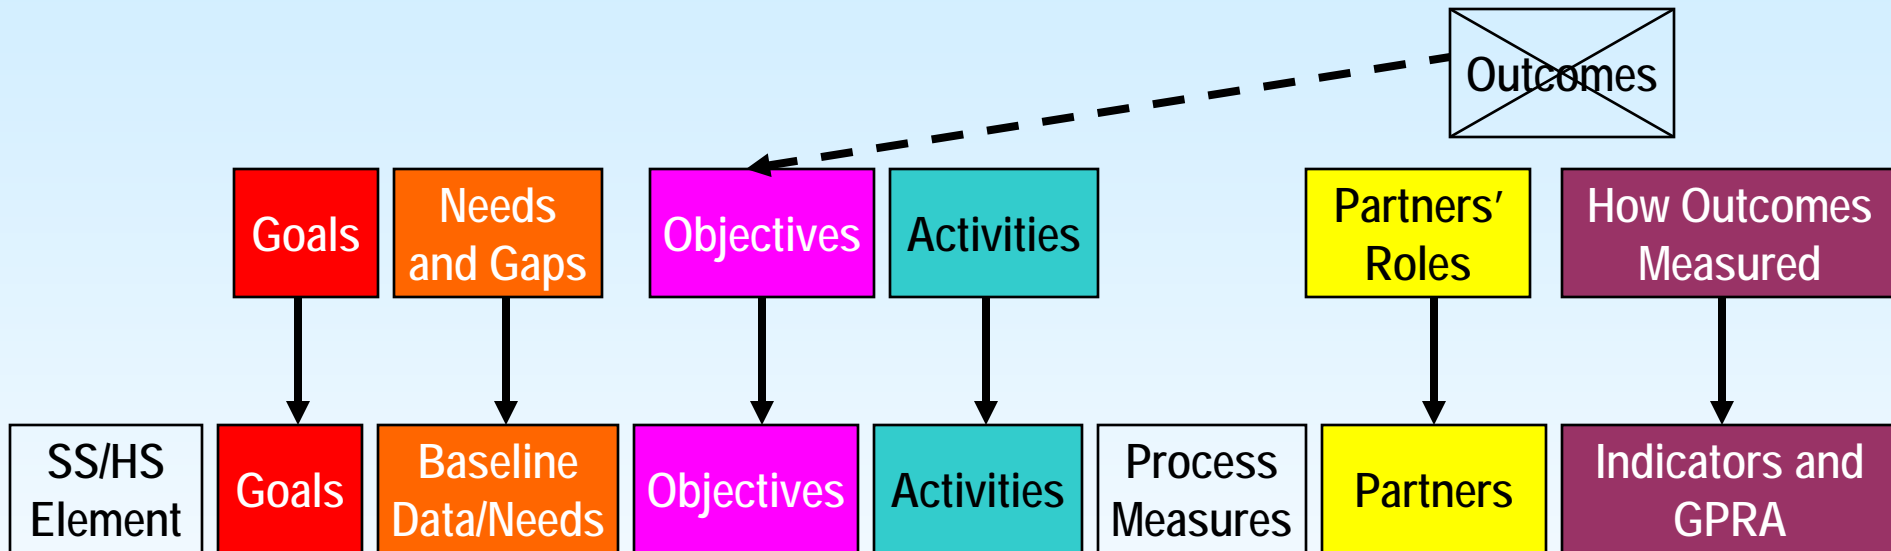 Outcomes
Goals
Needs
and Gaps
Objectives
Activities
Partners’
Roles
How Outcomes
Measured
SS/HS
Element
Goals
Baseline
Data/Needs
Objectives
Activities
Process
Measures
Partners
Indicators and
GPRA